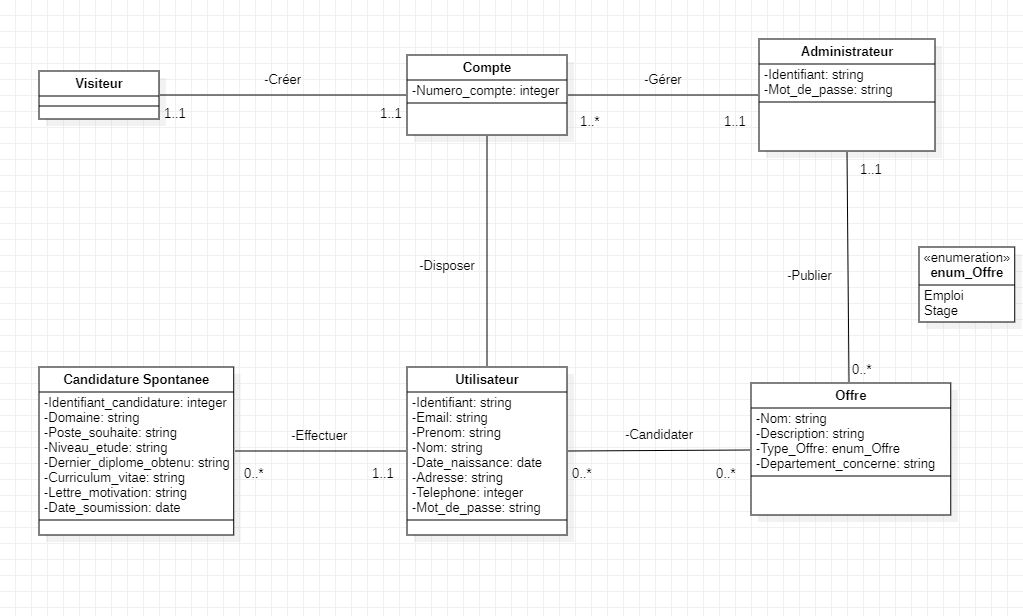 Visiteur
-Créer
1..1
1..1
Compte
-Numero_compte: integer
-Gérer
1..*
1..1
Administrateur
-Identifiant: string
-Mot_de_passe: string
1..1
-Disposer
-Publier
«enumeration»
enum_Offre
Emploi
Stage
0..*
Candidature Spontanee
-Identifiant_candidature: integer
-Domaine: string
-Poste_souhaite: string
-Niveau_etude: string
-Dernier_diplome_obtenu: string
-Curriculum_vitae: string
-Lettre_motivation: string
-Date_soumission: date
-Effectuer
0..*
1..1
Utilisateur
-Identifiant: string
-Email: string
-Prenom: string
-Nom: string
-Date_naissance: date
-Adresse: string
-Telephone: integer
-Mot_de_passe: string
-Candidater
0..*
0..*
Offre
-Nom: string
-Description: string
-Type_Offre: enum_Offre
-Departement_concerne: string